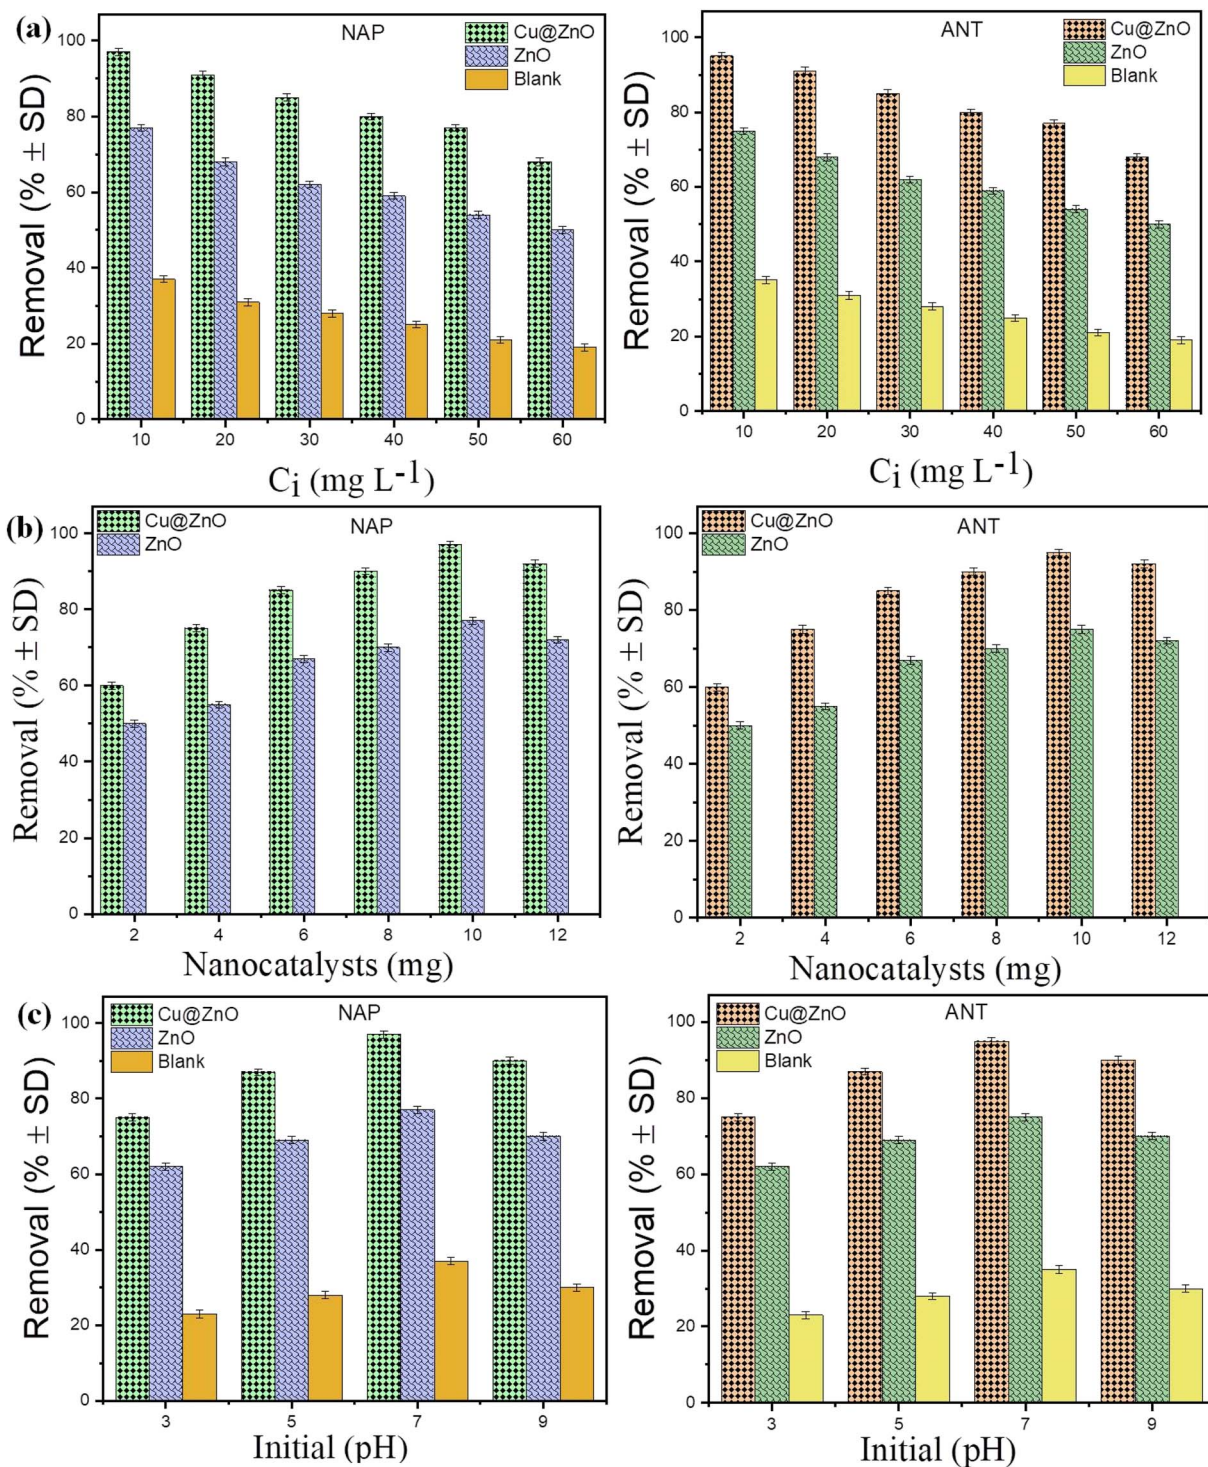 (a)
NAP
Cu@ZnO
ZnO
Blank
Removal (% ± SD)
100
80
60
40
20
0
10 20 30 40 50 60
Ci (mg L-1)
ANT
Cu@ZnO
ZnO
Blank
Removal (% ± SD)
100
80
60
40
20
0
10 20 30 40 50 60
Ci (mg L-1)
(b)
Cu@ZnO
ZnO
NAP
Removal (% ± SD)
100
80
60
40
20
0
2 4 6 8 10 12
Nanocatalysts (mg)
Cu@ZnO
ZnO
ANT
Removal (% ± SD)
100
80
60
40
20
0
2 4 6 8 10 12
Nanocatalysts (mg)
(c)
Cu@ZnO
ZnO
Blank
NAP
Removal (% ± SD)
100
80
60
40
20
0
3 5 7 9
Initial (pH)
Cu@ZnO
ZnO
Blank
ANT
Removal (% ± SD)
100
80
60
40
20
0
3 5 7 9
Initial (pH)